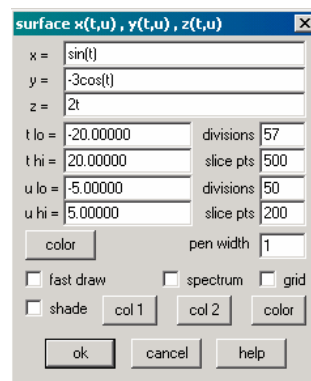 surface x(t,u) , y(t,u) , z(t,u)
x = sin(t)
y = -3cos(t)
z = 2t
t lo = -20.00000 divisions 57
t hi = 20.00000 slice pts 500
u lo = -5.00000 divisions 50
u hi = 5.00000 slice pts 200
color pen width 1
fast draw spectrum grid
shade col 1 col 2 color
ok cancel help